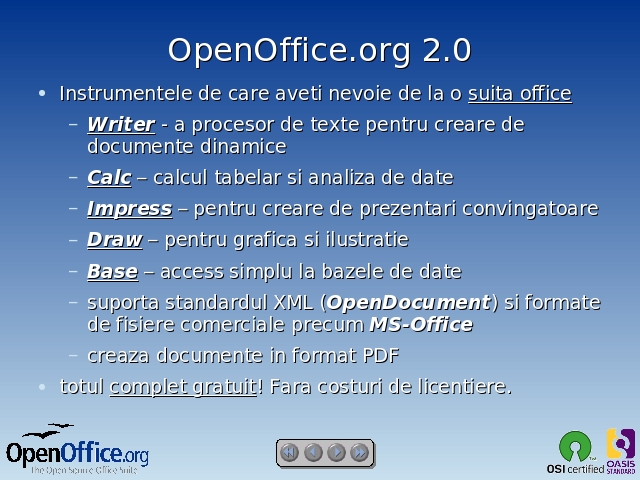 OpenOffice.org 2.0
• Instrumentele de care aveti nevoie de la o suita office
– Writer - a procesor de texte pentru creare de
documente dinamice
– Calc – calcul tabelar si analiza de date
– Impress – pentru creare de prezentari convingatoare
– Draw – pentru grafica si ilustratie
– Base – access simplu la bazele de date
– suporta standardul XML (OpenDocument) si formate
de fisiere comerciale precum MS-Office
– creaza documente in format PDF
• totul complet gratuit! Fara costuri de licentiere.
OpenOffice.org
The Open Source Office Suite
OSI certified
OASIS
STANDARD